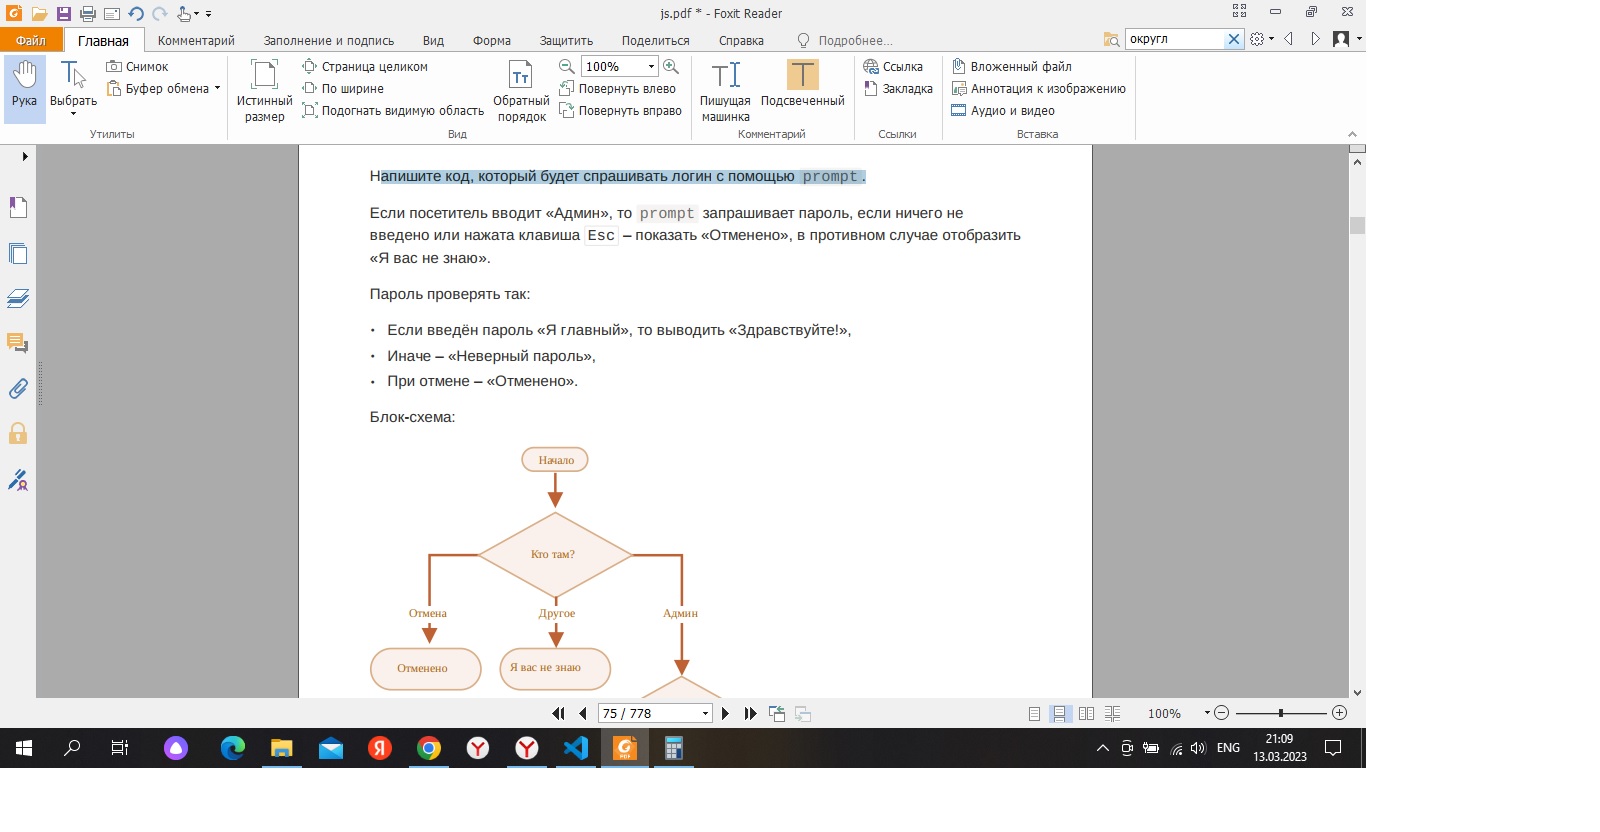 js.pdf * - Foxit Reader
Файл Главная Комментарий Заполнение и подпись Вид Форма Защитить Поделиться Справка Подробнее... округл
Рука
Выбрать
Снимок
Буфер обмена
Утилиты
Истинный размер
Страница целиком
По ширине
Подогнать видимую область
Обратный порядок
100%
Повернуть влево
Повернуть вправо
Вид
Пишущая машинка
Подсвеченный
Комментарий
Ссылка
Закладка
Ссылки
Вложенный файл
Аннотация к изображению
Аудио и видео
Вставка
Напишите код, который будет спрашивать логин с помощью prompt.
Если посетитель вводит «Админ», то prompt запрашивает пароль, если ничего не
введено или нажата клавиша Esc – показать «Отменено», в противном случае отобразить
«Я вас не знаю».
Пароль проверять так:
• Если введён пароль «Я главный», то выводить «Здравствуйте!»,
• Иначе – «Неверный пароль»,
• При отмене – «Отменено».
Блок-схема:
Начало
Кто там?
Отмена Другое Админ
Отменено Я вас не знаю
75 / 778 100%
ENG 21:09
13.03.2023